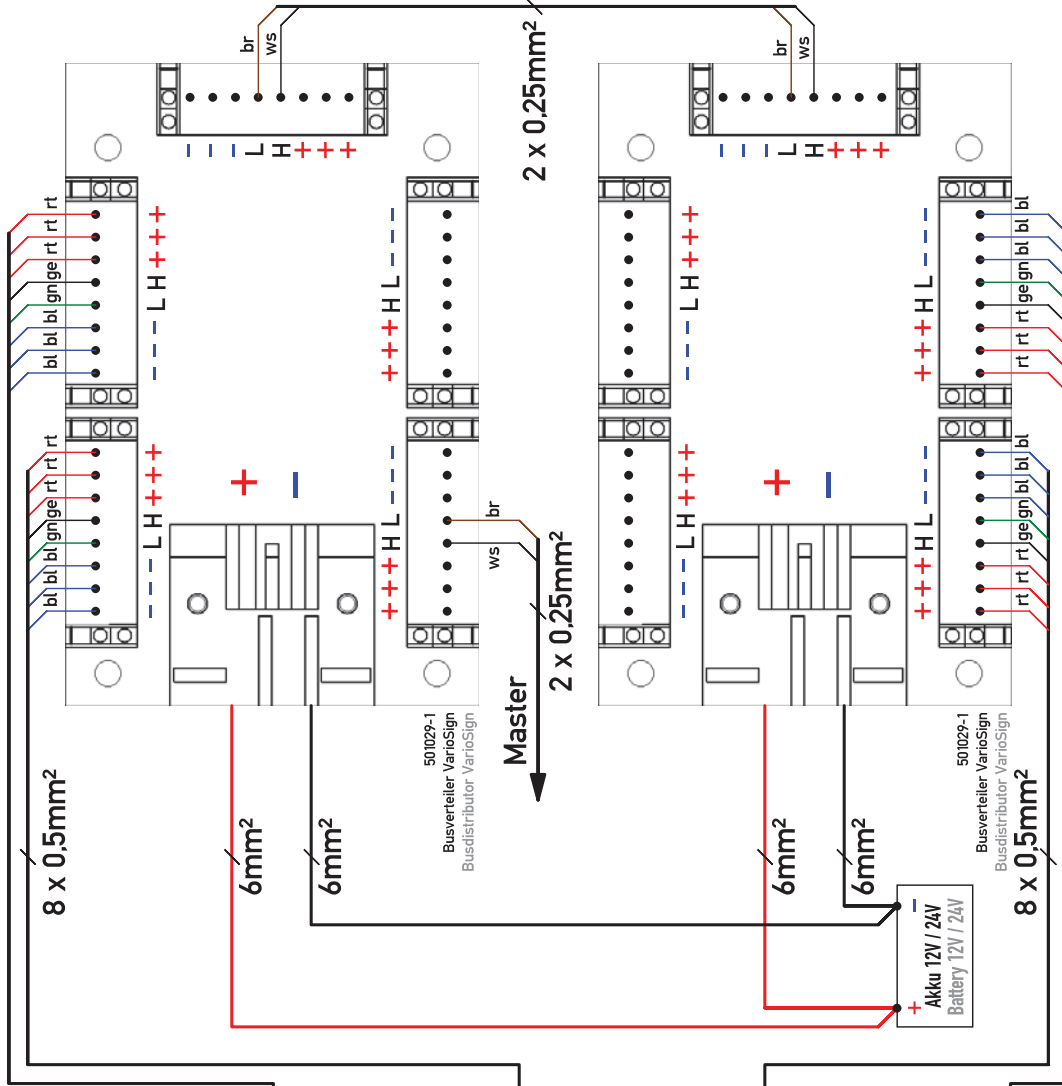 br
ws
br
ws
2 x 0,25mm²
− − − L H + + +
− − − L H + + +
bl bl bl gn ge rt rt rt
− − − L H + + +
+ + + H L − − −
− − − L H + + +
+ + + H L − − −
rt rt rt ge gn bl bl bl
bl bl bl gn ge rt rt rt
− − − L H + + +
+ −
+ + + H L − − −
br
ws
− − − L H + + +
+ −
+ + + H L − − −
rt rt rt ge gn bl bl bl
2 x 0,25mm²
Master
501029-1
Busverteiler VarioSign
Busdistributor VarioSign
501029-1
Busverteiler VarioSign
Busdistributor VarioSign
8 x 0,5mm²
6mm²
6mm²
6mm²
6mm²
8 x 0,5mm²
+ −
Akku 12V / 24V
Battery 12V / 24V